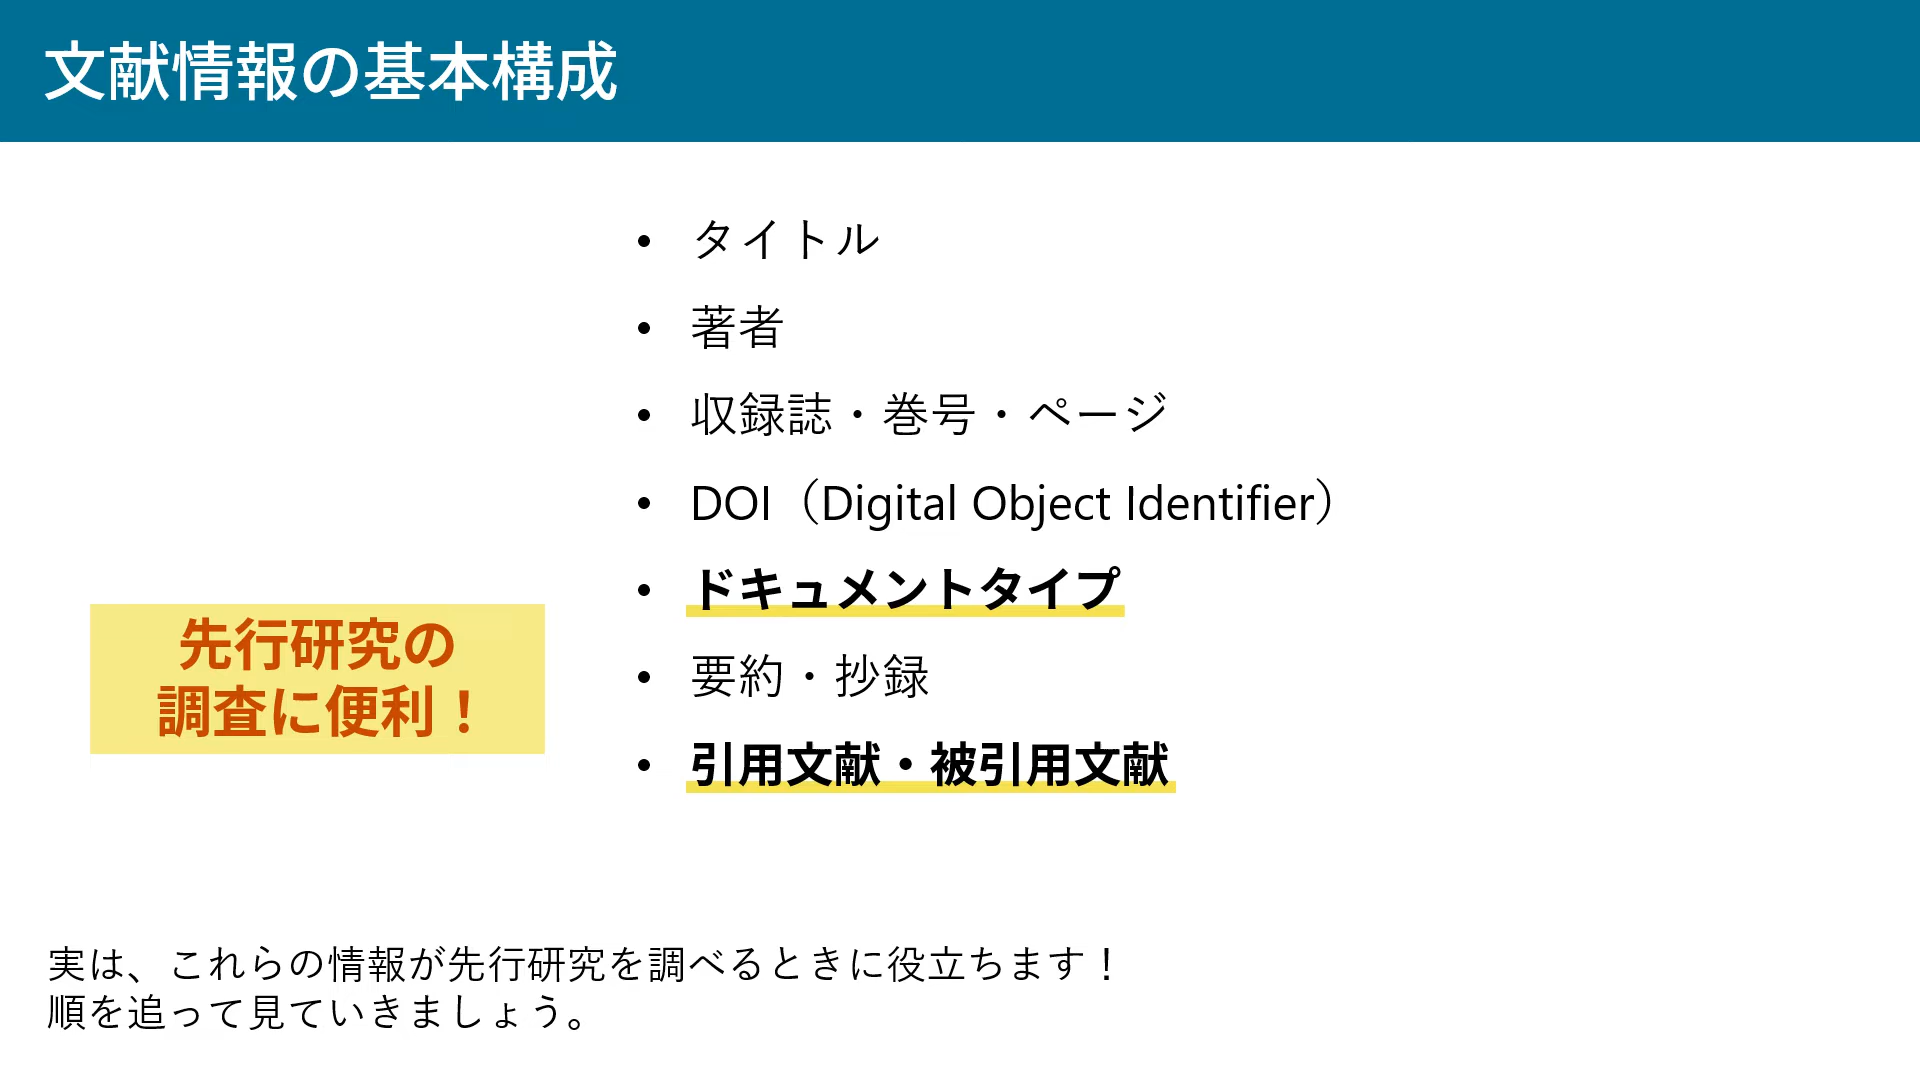 文献情報の基本構成
• タイトル
• 著者
• 収録誌・巻号・ページ
• DOI（Digital Object Identifier）
• ドキュメントタイプ
• 要約・抄録
• 引用文献・被引用文献
先行研究の
調査に便利！
実は、これらの情報が先行研究を調べるときに役立ちます！
順を追って見ていきましょう。